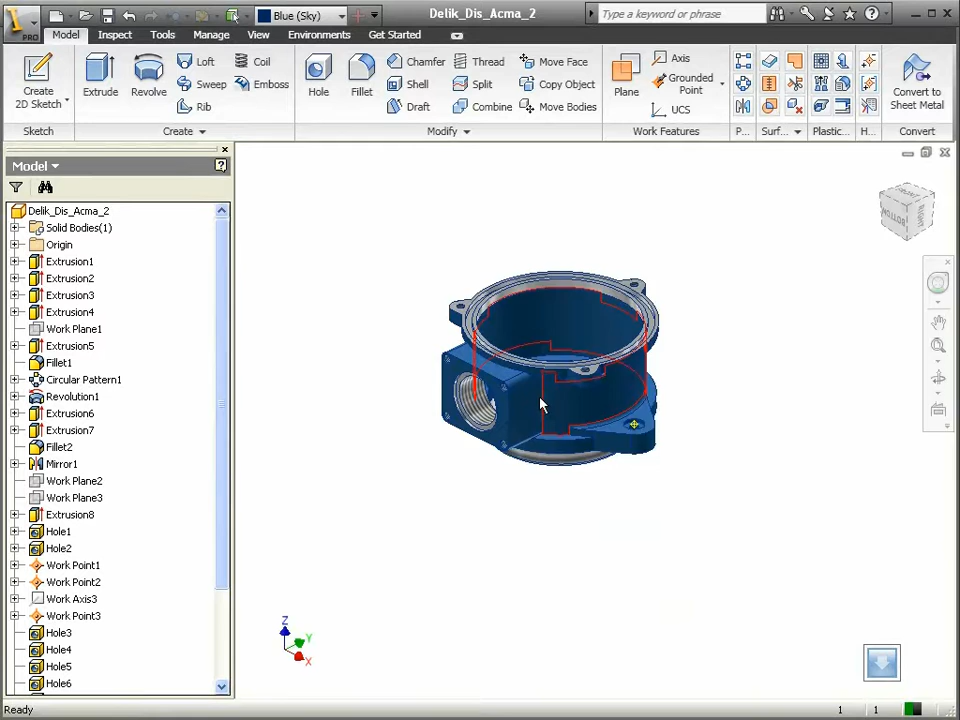 Blue (Sky)
Delik_Dis_Acma_2
Type a keyword or phrase
PRO
Model Inspect Tools Manage View Environments Get Started
Create
2D Sketch
Extrude
Revolve
Loft
Sweep
Rib
Coil
Emboss
Hole
Fillet
Chamfer
Shell
Draft
Thread
Split
Combine
Move Face
Copy Object
Move Bodies
Plane
Axis
Grounded
Point
UCS
Convert to
Sheet Metal
Sketch Create Modify Work Features P... Surf... Plastic... H... Convert
Model
Delik_Dis_Acma_2
Solid Bodies(1)
Origin
Extrusion1
Extrusion2
Extrusion3
Extrusion4
Work Plane1
Extrusion5
Fillet1
Circular Pattern1
Revolution1
Extrusion6
Extrusion7
Fillet2
Mirror1
Work Plane2
Work Plane3
Extrusion8
Hole1
Hole2
Work Point1
Work Point2
Work Axis3
Work Point3
Hole3
Hole4
Hole5
Hole6
FRONT
BOTTOM
RIGHT
Z
Y
X
Ready
1 1